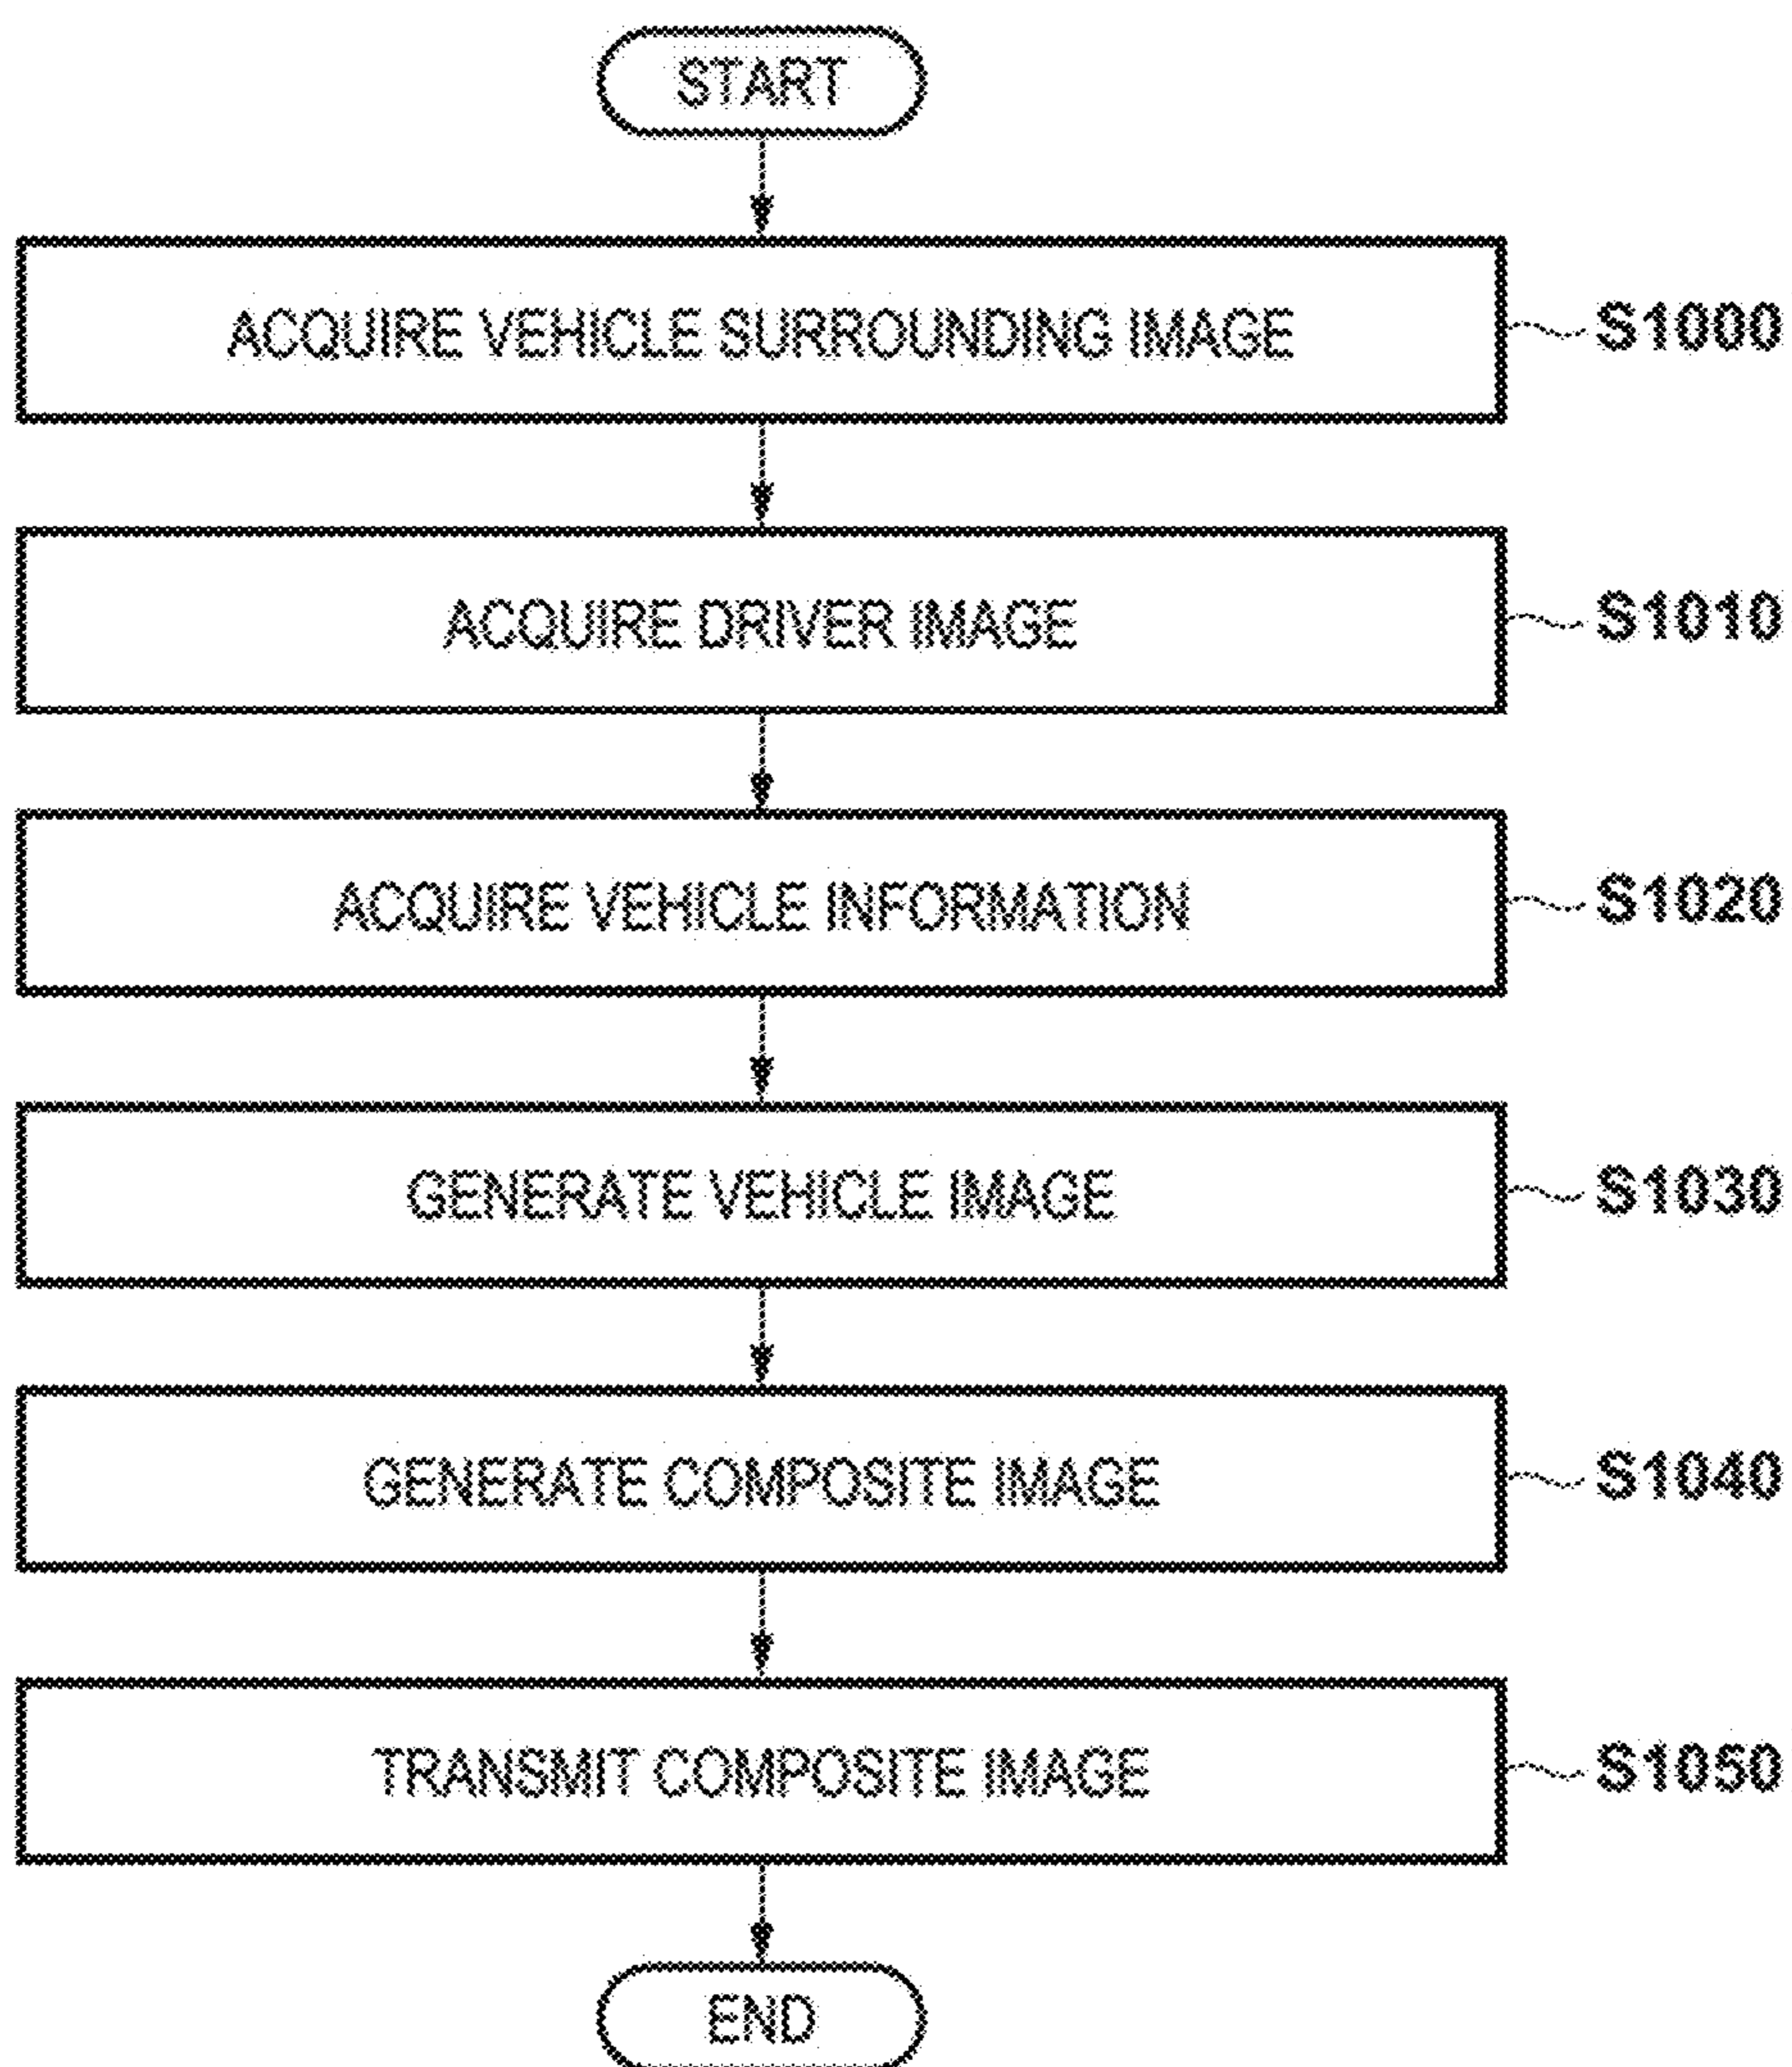 START
ACQUIRE VEHICLE SURROUNDING IMAGE S1000
ACQUIRE DRIVER IMAGE S1010
ACQUIRE VEHICLE INFORMATION S1020
GENERATE VEHICLE IMAGE S1030
GENERATE COMPOSITE IMAGE S1040
TRANSMIT COMPOSITE IMAGE S1050
END